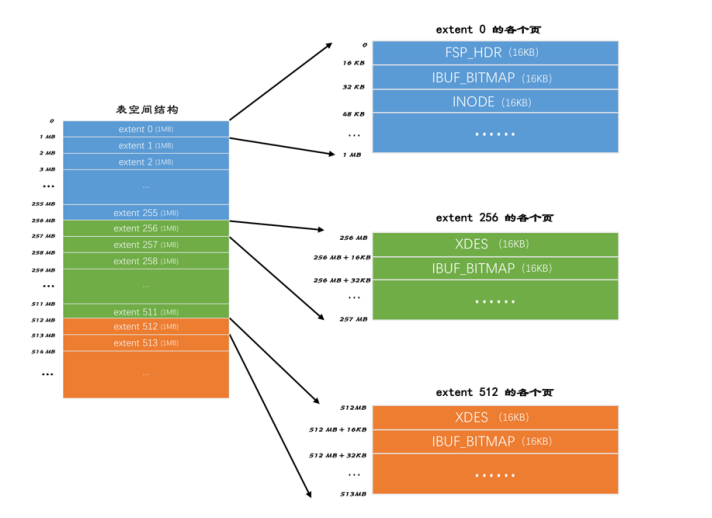 表空间结构
0
extent 0 (1MB)
1 MB
extent 1 (1MB)
2 MB
extent 2 (1MB)
3 MB
...
...
255 MB
extent 255 (1MB)
256 MB
extent 256 (1MB)
257 MB
extent 257 (1MB)
258 MB
extent 258 (1MB)
259 MB
...
...
511 MB
extent 511 (1MB)
512 MB
extent 512 (1MB)
513 MB
extent 513 (1MB)
514 MB
...
...
extent 0 的各个页
0
FSP_HDR (16KB)
16 KB
IBUF_BITMAP (16KB)
32 KB
INODE (16KB)
48 KB
...
......
1 MB
extent 256 的各个页
256 MB
XDES (16KB)
256 MB + 16KB
IBUF_BITMAP (16KB)
256 MB + 32KB
...
......
257 MB
extent 512 的各个页
512MB
XDES (16KB)
512 MB + 16KB
IBUF_BITMAP (16KB)
512 MB + 32KB
...
......
513MB